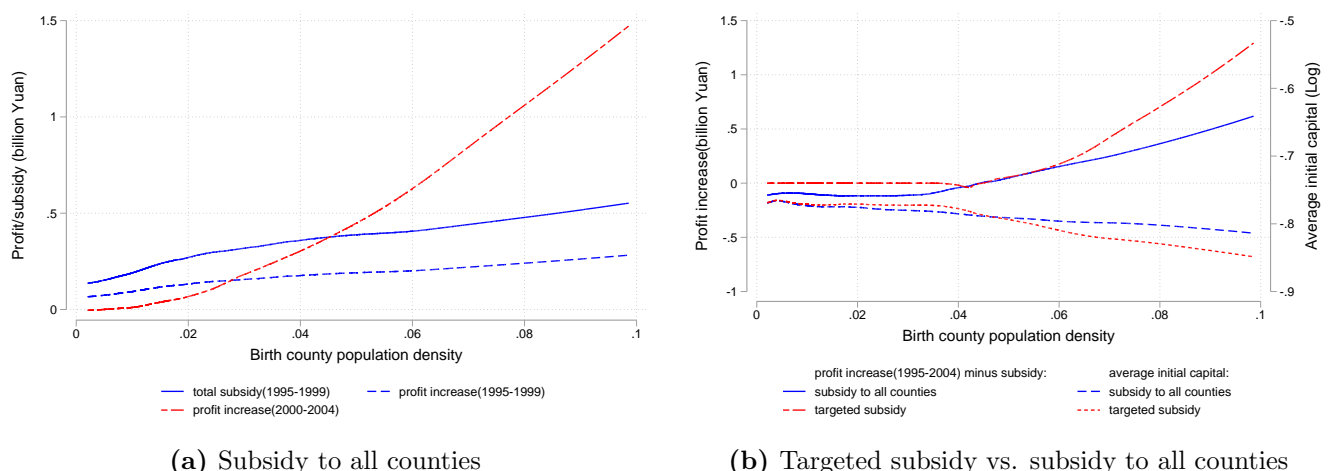 Profit/subsidy (billion Yuan)
1.5
1
.5
0
0 .02 .04 .06 .08 .1
Birth county population density
total subsidy(1995-1999) profit increase(1995-1999)
profit increase(2000-2004)
(a) Subsidy to all counties
Profit increase(billion Yuan)
1.5
1
.5
0
-.5
-1
Average initial capital (Log)
-.5
-.6
-.7
-.8
-.9
0 .02 .04 .06 .08 .1
Birth county population density
profit increase(1995-2004) minus subsidy: average initial capital:
subsidy to all counties subsidy to all counties
targeted subsidy targeted subsidy
(b) Targeted subsidy vs. subsidy to all counties